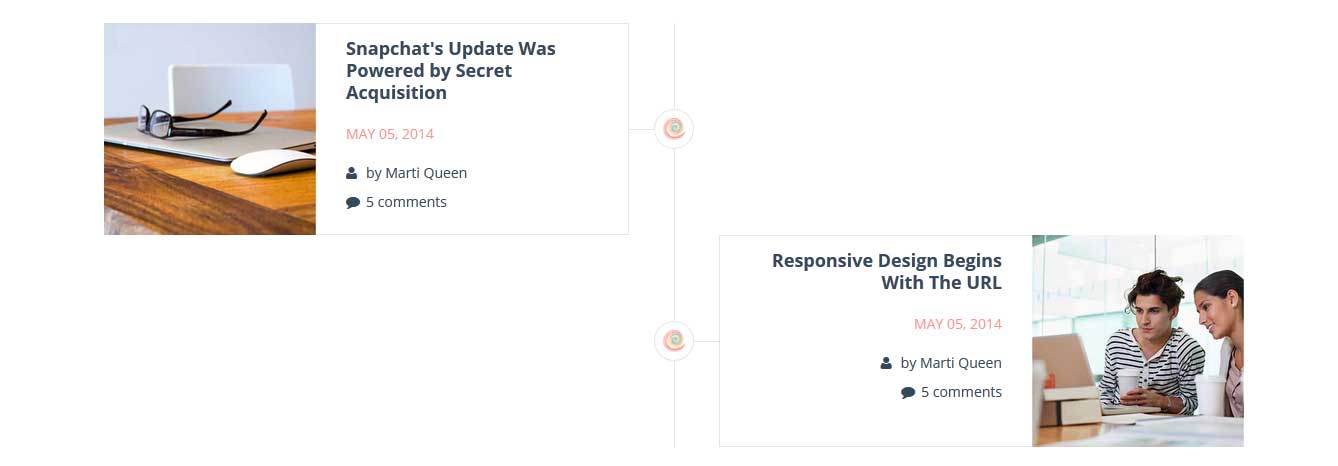 Snapchat's Update Was
Powered by Secret
Acquisition
MAY 05, 2014
by Marti Queen
5 comments
Responsive Design Begins
With The URL
MAY 05, 2014
by Marti Queen
5 comments